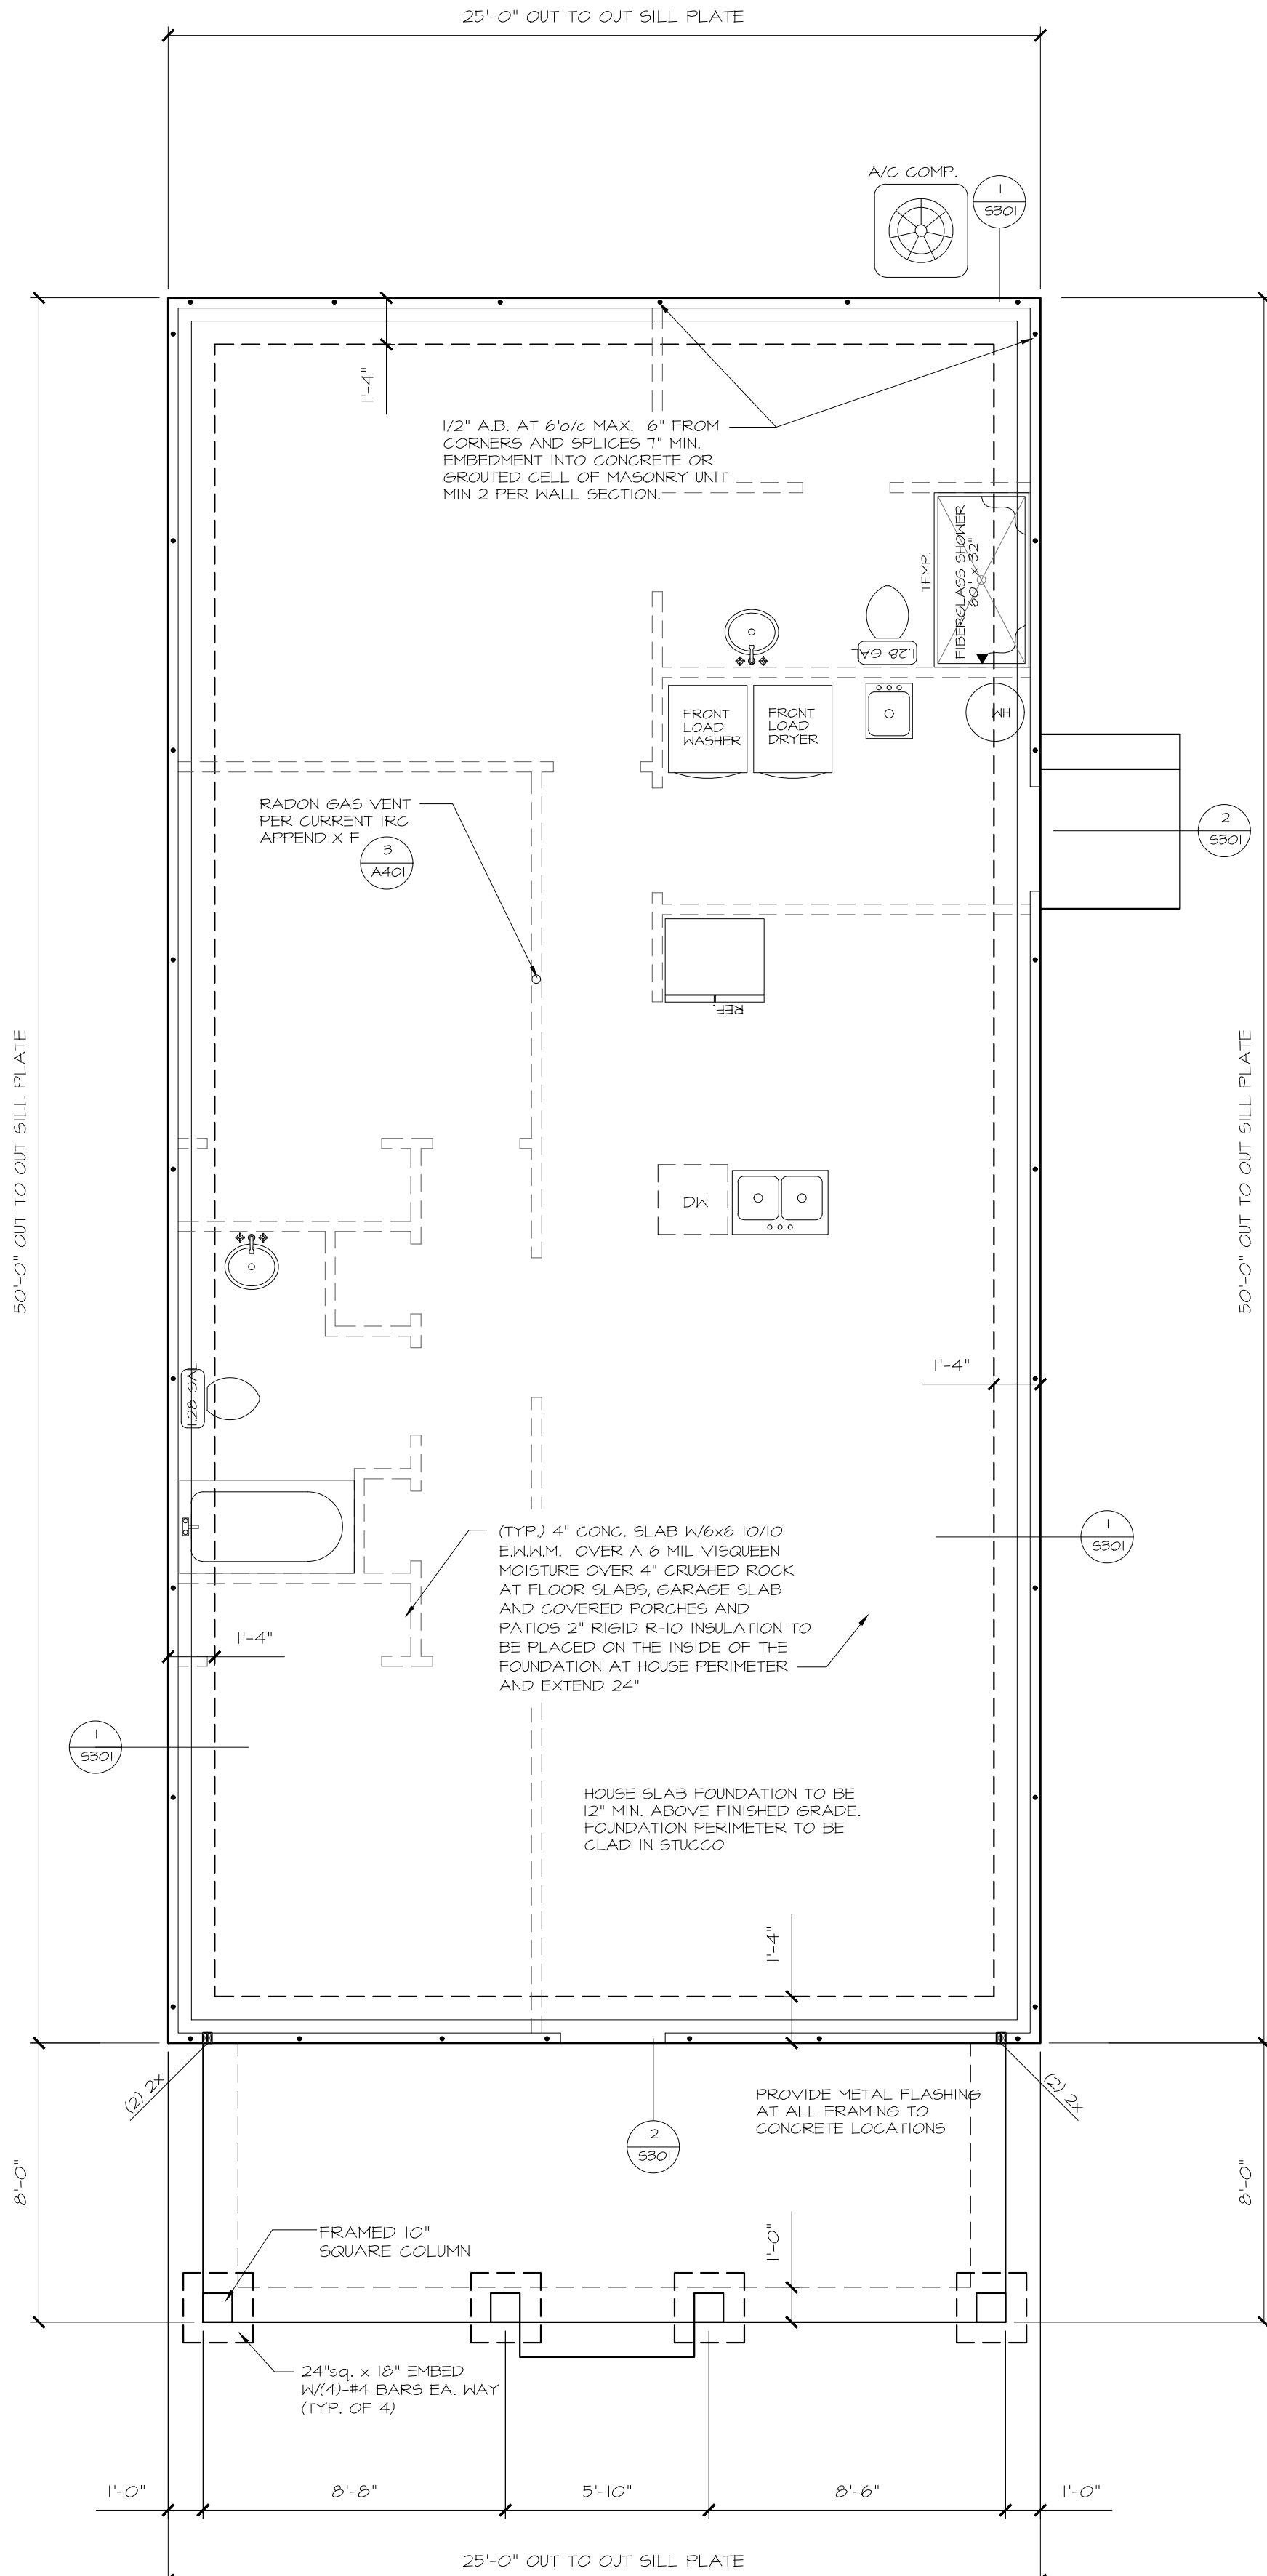 25'-0" OUT TO OUT SILL PLATE
A/C COMP.
1
S301
1'-4"
1/2" A.B. AT 6'o/c MAX.  6" FROM
CORNERS AND SPLICES 7" MIN.
EMBEDMENT INTO CONCRETE OR
GROUTED CELL OF MASONRY UNIT
MIN 2 PER WALL SECTION.
TEMP.
FIBERGLASS SHOWER
60" x 32"
1.28 GAL
FRONT
LOAD
WASHER
FRONT
LOAD
DRYER
WH
RADON GAS VENT
PER CURRENT IRC
APPENDIX F
3
A401
2
S301
REF.
50'-0" OUT TO OUT SILL PLATE
50'-0" OUT TO OUT SILL PLATE
DW
1.28 GAL
1'-4"
(TYP.) 4" CONC. SLAB W/6x6 10/10
E.W.W.M.  OVER A 6 MIL VISQUEEN
MOISTURE OVER 4" CRUSHED ROCK
AT FLOOR SLABS, GARAGE SLAB
AND COVERED PORCHES AND
PATIOS 2" RIGID R-10 INSULATION TO
BE PLACED ON THE INSIDE OF THE
FOUNDATION AT HOUSE PERIMETER
AND EXTEND 24"
1
S301
1'-4"
1
S301
HOUSE SLAB FOUNDATION TO BE
12" MIN. ABOVE FINISHED GRADE.
FOUNDATION PERIMETER TO BE
CLAD IN STUCCO
1'-4"
(2) 2x
(2) 2x
PROVIDE METAL FLASHING
AT ALL FRAMING TO
CONCRETE LOCATIONS
2
S301
8'-0"
8'-0"
FRAMED 10"
SQUARE COLUMN
1'-0"
24"sq. x 18" EMBED
W/(4)-#4 BARS EA. WAY
(TYP. OF 4)
1'-0"
8'-8"
5'-10"
8'-6"
1'-0"
25'-0" OUT TO OUT SILL PLATE